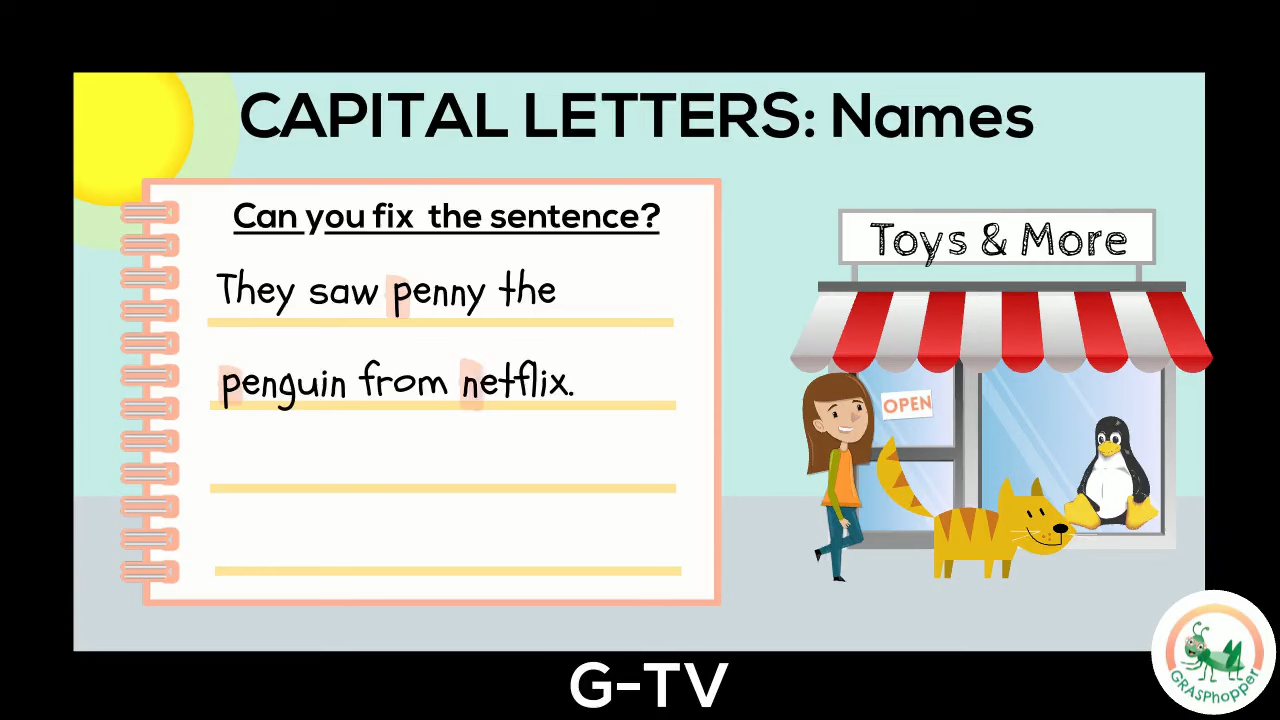 CAPITAL LETTERS: Names
Can you fix the sentence?
They saw penny the
penguin from netflix.
Toys & More
OPEN
G-TV
GRASPhopper